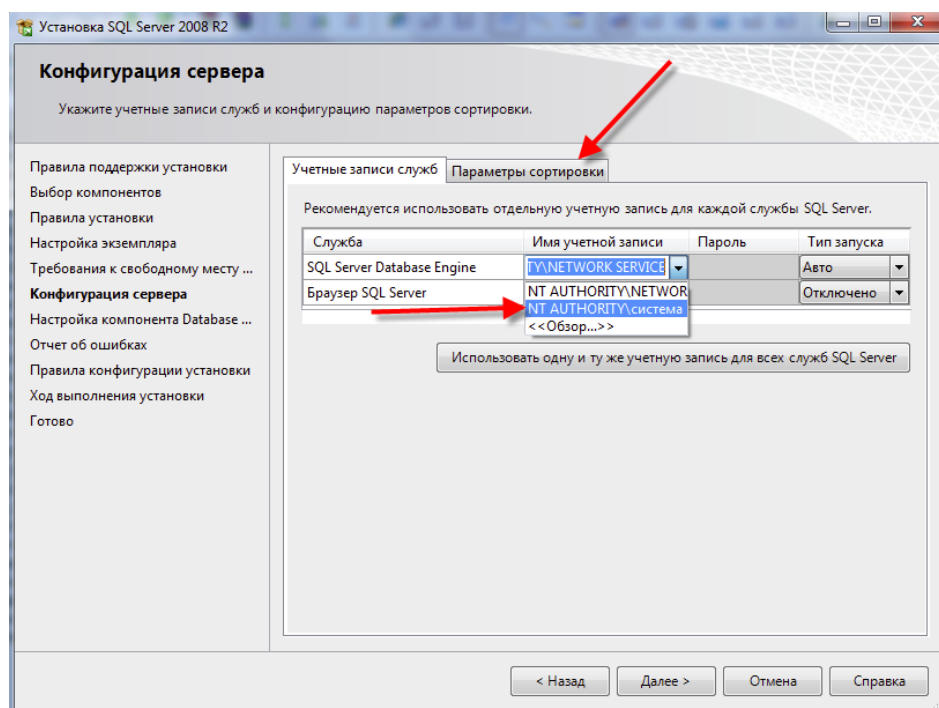 Установка SQL Server 2008 R2
Конфигурация сервера
Укажите учетные записи служб и конфигурацию параметров сортировки.
Правила поддержки установки
Выбор компонентов
Правила установки
Настройка экземпляра
Требования к свободному месту ...
Конфигурация сервера
Настройка компонента Database ...
Отчет об ошибках
Правила конфигурации установки
Ход выполнения установки
Готово
Учетные записи служб Параметры сортировки
Рекомендуется использовать отдельную учетную запись для каждой службы SQL Server.
Служба Имя учетной записи Пароль Тип запуска
SQL Server Database Engine TY\NETWORK SERVICE Авто
Браузер SQL Server NT AUTHORITY\NETWOR Отключено
NT AUTHORITY\система
<<Обзор...>>
Использовать одну и ту же учетную запись для всех служб SQL Server
< Назад Далее > Отмена Справка